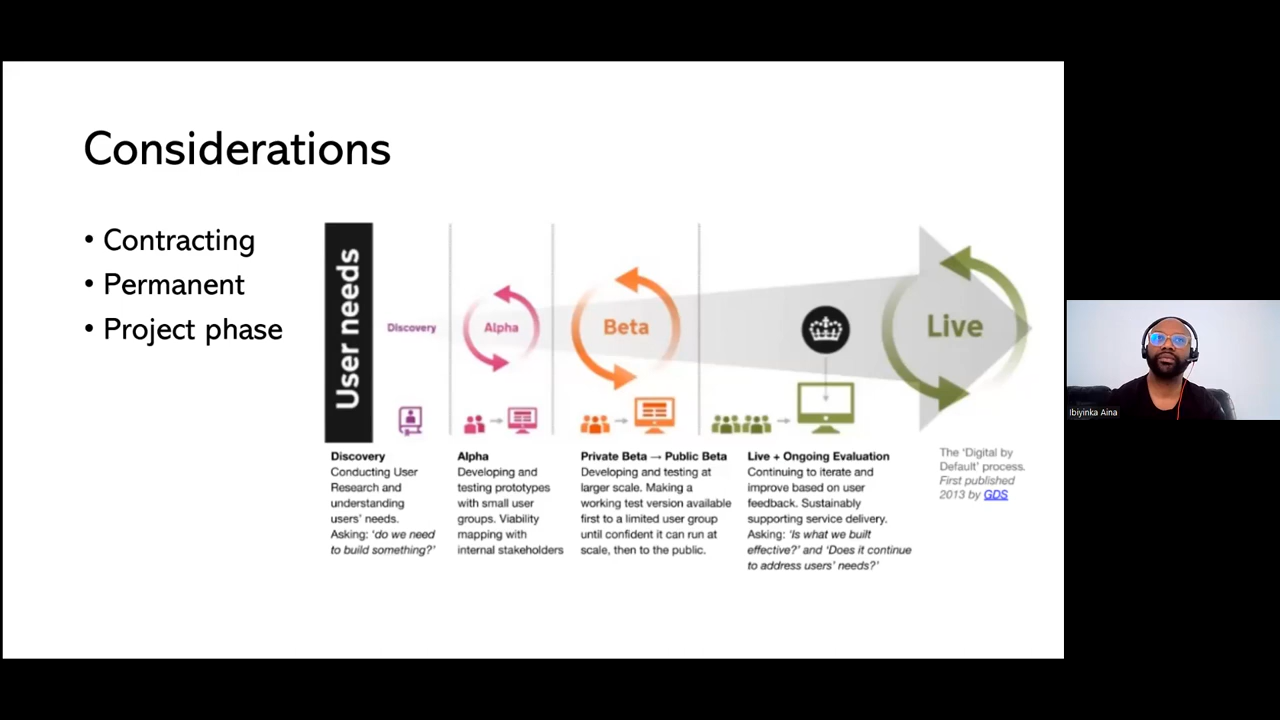 Considerations
• Contracting
• Permanent
• Project phase
User needs
Discovery
Alpha
Beta
Live
Discovery
Conducting User
Research and
understanding
users' needs.
Asking: 'do we need
to build something?'
Alpha
Developing and
testing prototypes
with small user
groups. Viability
mapping with
internal stakeholders
Private Beta → Public Beta
Developing and testing at
larger scale. Making a
working test version available
first to a limited user group
until confident it can run at
scale, then to the public.
Live + Ongoing Evaluation
Continuing to iterate and
improve based on user
feedback. Sustainably
supporting service delivery.
Asking: 'Is what we built
effective?' and 'Does it continue
to address users' needs?'
The 'Digital by
Default' process.
First published
2013 by GDS
Ibiyinka Aina